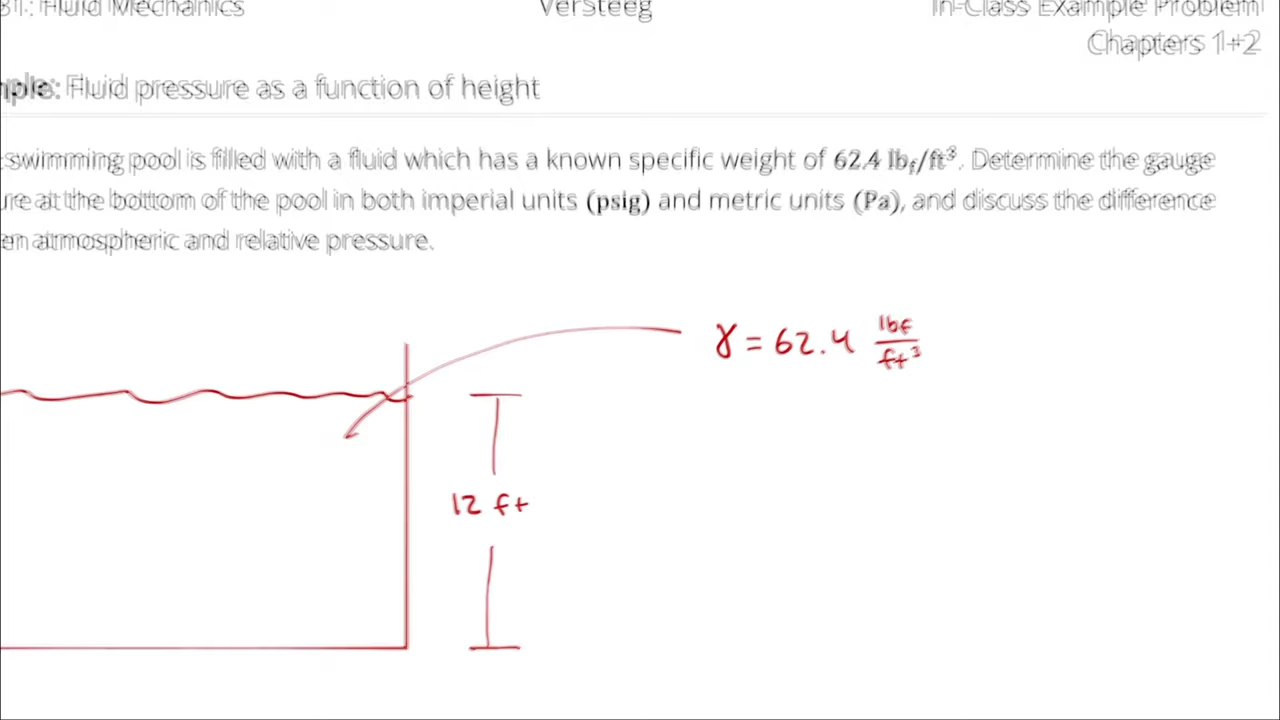 Fluid Mechanics
VerSteeg
In-Class Example Problem
Chapters 1+2
Fluid pressure as a function of height
swimming pool is filled with a fluid which has a known specific weight of 62.4 lbf/ft³. Determine the gauge
at the bottom of the pool in both imperial units (psig) and metric units (Pa), and discuss the difference
atmospheric and relative pressure.
γ = 62.4 lbf/ft³
12 ft